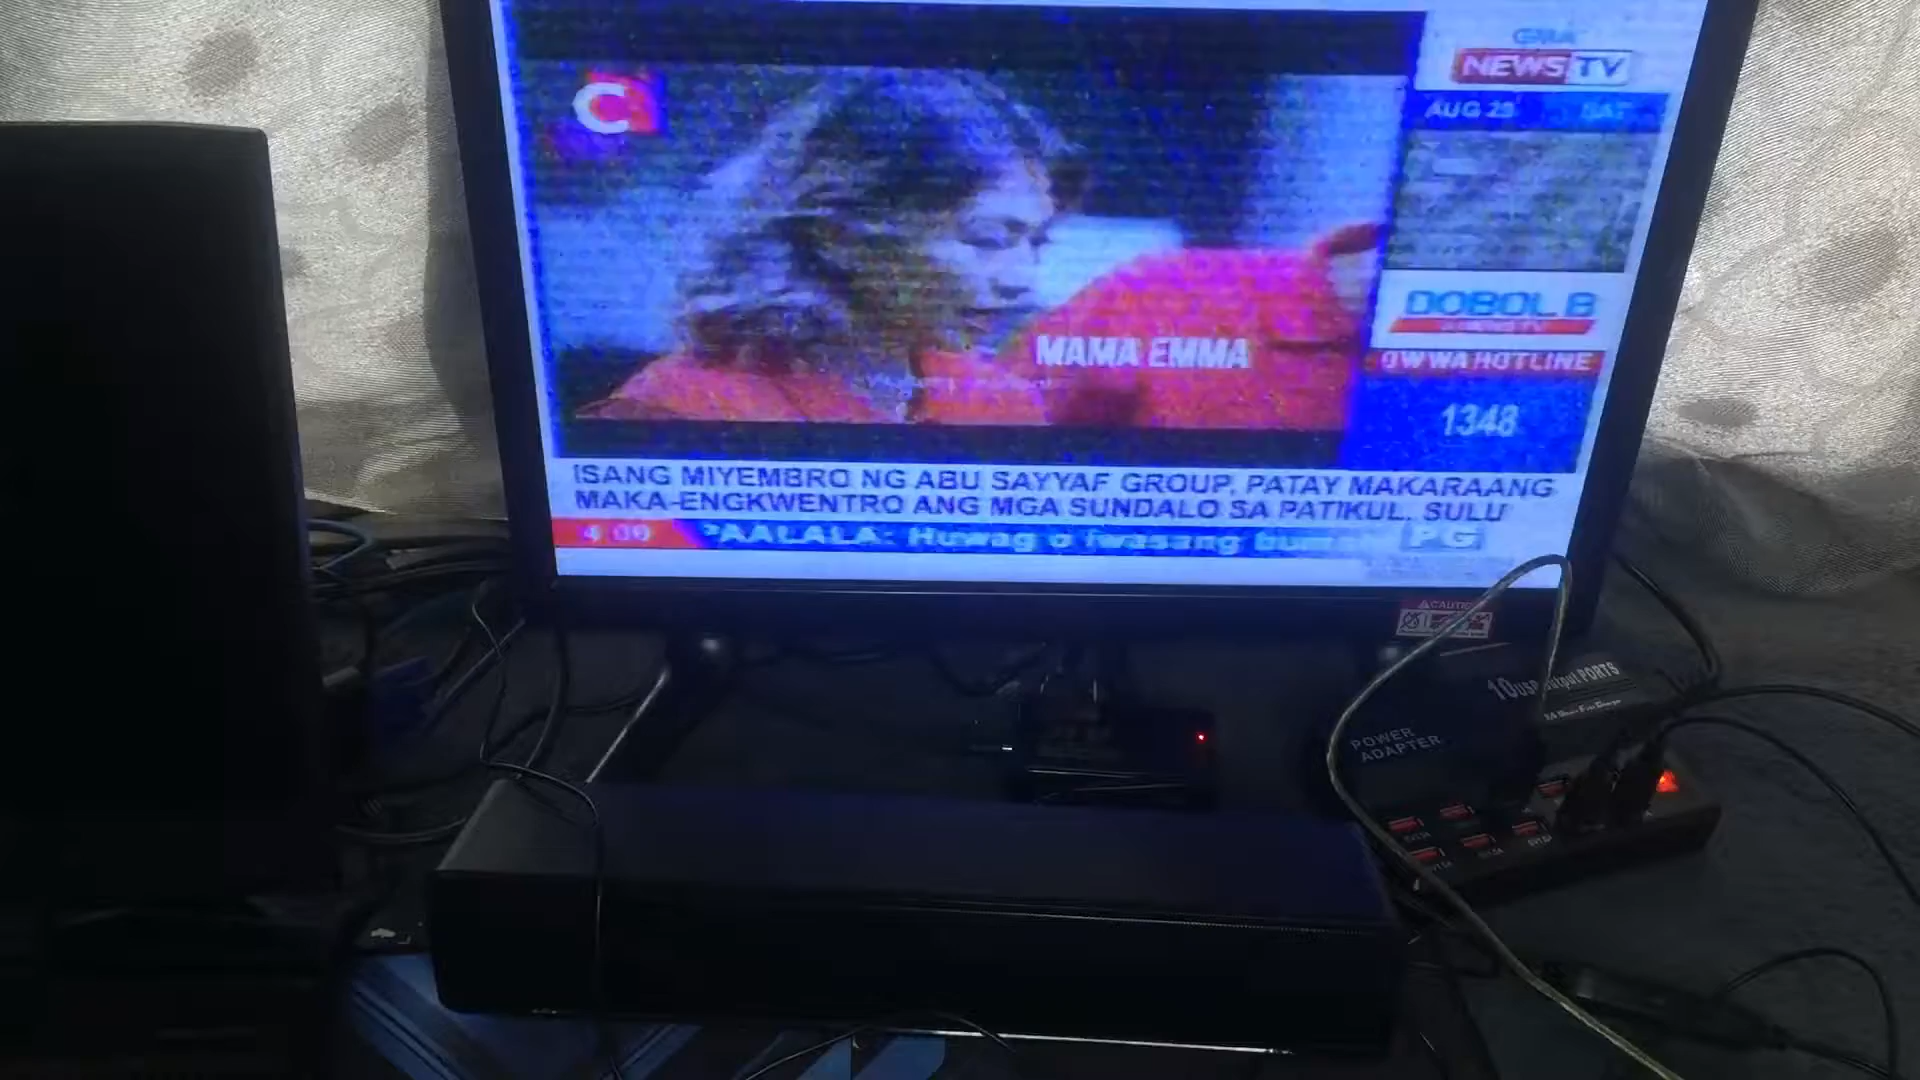 C
GMA
NEWS TV
AUG 29 SAT
DOBOL B
MAMA EMMA
OWWA HOTLINE
1348
ISANG MIYEMBRO NG ABU SAYYAF GROUP, PATAY MAKARAANG
MAKA-ENGKWENTRO ANG MGA SUNDALO SA PATIKUL, SULU
4:09
PAALALA: Huwag o iwasang
PG
CAUTION
10 USB Output PORTS
POWER
ADAPTER